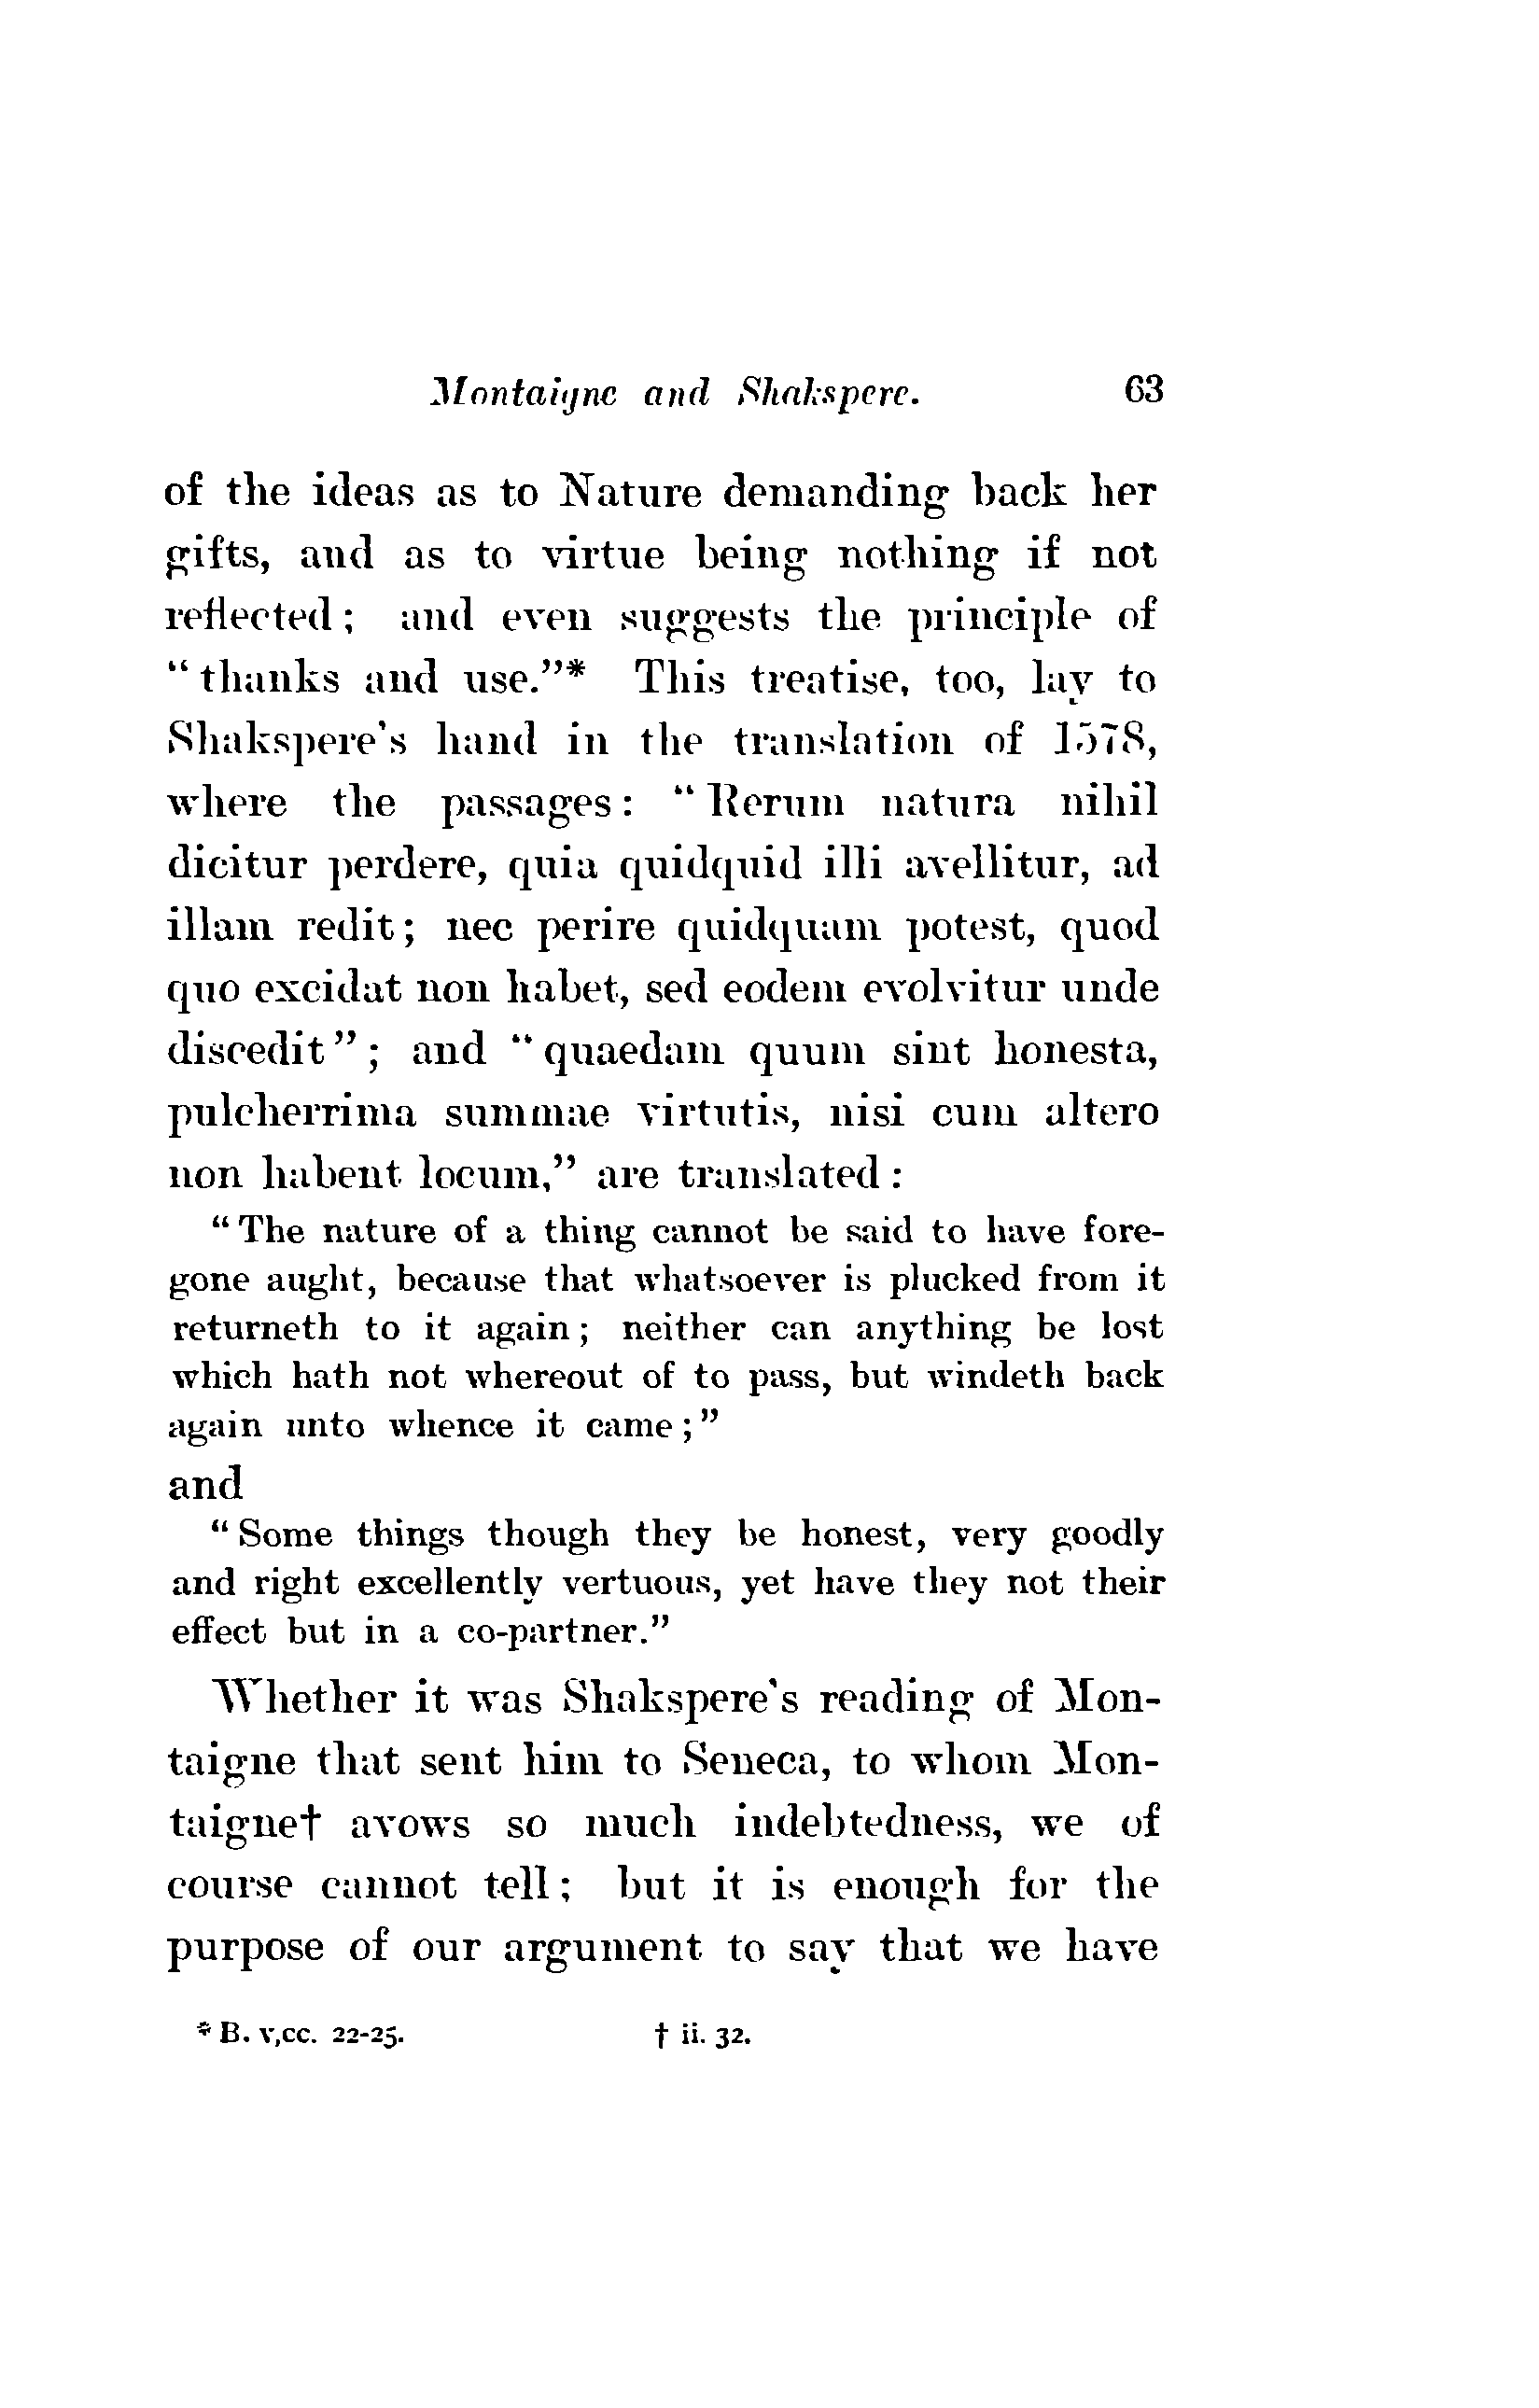 Montaigne and Shakspere. 63
of the ideas as to Nature demanding back her
gifts, and as to virtue being nothing if not
reflected; and even suggests the principle of
"thanks and use."* This treatise, too, lay to
Shakspere's hand in the translation of 1578,
where the passages: "Rerum natura nihil
dicitur perdere, quia quidquid illi avellitur, ad
illam redit; nec perire quidquam potest, quod
quo excidat non habet, sed eodem evolvitur unde
discedit"; and "quaedam quum sint honesta,
pulcherrima summae virtutis, nisi cum altero
non habent locum," are translated:
"The nature of a thing cannot be said to have fore-
gone aught, because that whatsoever is plucked from it
returneth to it again; neither can anything be lost
which hath not whereout of to pass, but windeth back
again unto whence it came;"
and
"Some things though they be honest, very goodly
and right excellently vertuous, yet have they not their
effect but in a co-partner."
Whether it was Shakspere's reading of Mon-
taigne that sent him to Seneca, to whom Mon-
taigne† avows so much indebtedness, we of
course cannot tell; but it is enough for the
purpose of our argument to say that we have
* B. v, cc. 22-25. † ii. 32.